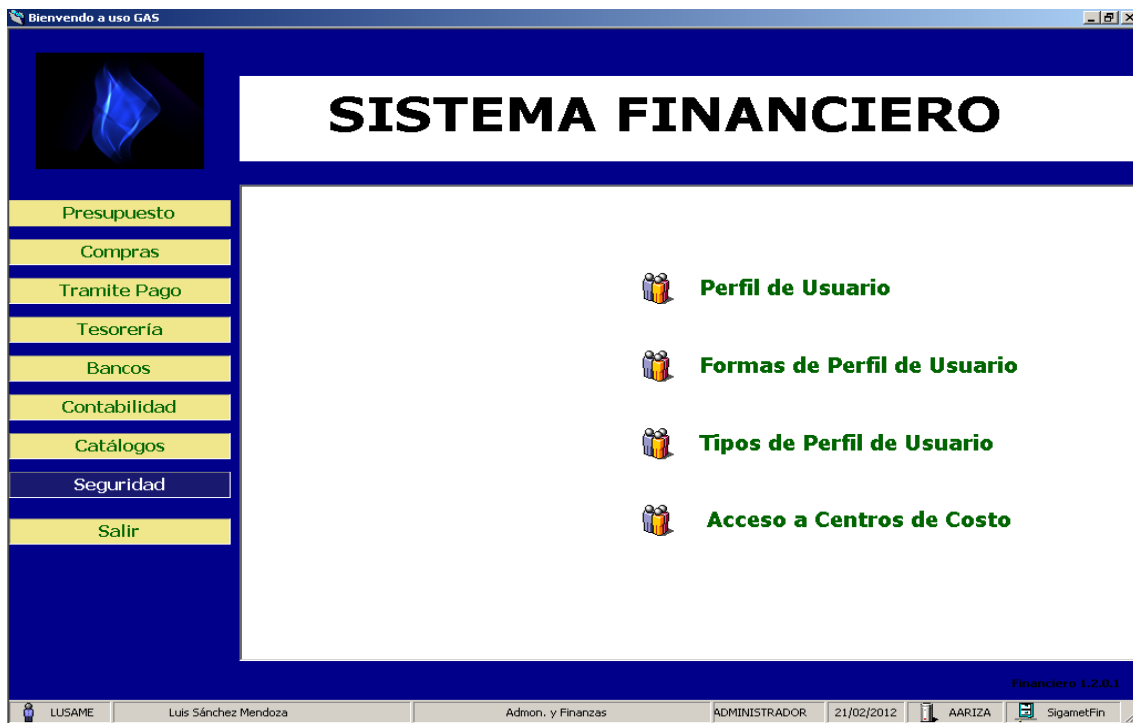 Bienvendo a uso GAS
SISTEMA FINANCIERO
Presupuesto
Compras
Tramite Pago
Tesorería
Bancos
Contabilidad
Catálogos
Seguridad
Salir
Perfil de Usuario
Formas de Perfil de Usuario
Tipos de Perfil de Usuario
Acceso a Centros de Costo
Financiero 1.2.0.1
LUSAME Luis Sánchez Mendoza Admon. y Finanzas ADMINISTRADOR 21/02/2012 AARIZA SigametFin